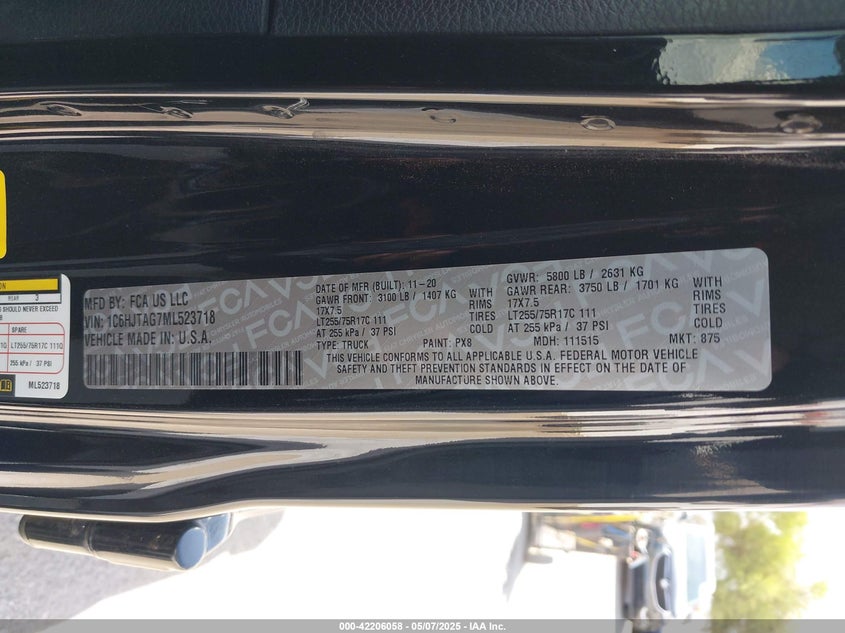 REAR 3
S SHOULD NEVER EXCEED
SPARE
LT255/75R17C 111Q
255 kPa / 37 PSI
ML523718
MFD BY: FCA US LLC
VIN: 1C6HJTAG7ML523718
VEHICLE MADE IN U.S.A.
DATE OF MFR (BUILT): 11-20
GAWR FRONT: 3100 LB / 1407 KG WITH
17X7.5 RIMS
LT255/75R17C 111 TIRES
AT 255 kPa / 37 PSI COLD
TYPE: TRUCK PAINT: PX8
GVWR: 5800 LB / 2631 KG
GAWR REAR: 3750 LB / 1701 KG WITH
17X7.5 RIMS
LT255/75R17C 111 TIRES
AT 255 kPa / 37 PSI COLD
MDH: 111515 MKT: 875
THIS VEHICLE CONFORMS TO ALL APPLICABLE U.S.A. FEDERAL MOTOR VEHICLE
SAFETY AND THEFT PREVENTION STANDARDS IN EFFECT ON THE DATE OF
MANUFACTURE SHOWN ABOVE.
000-42206058 - 05/07/2025 - IAA Inc.